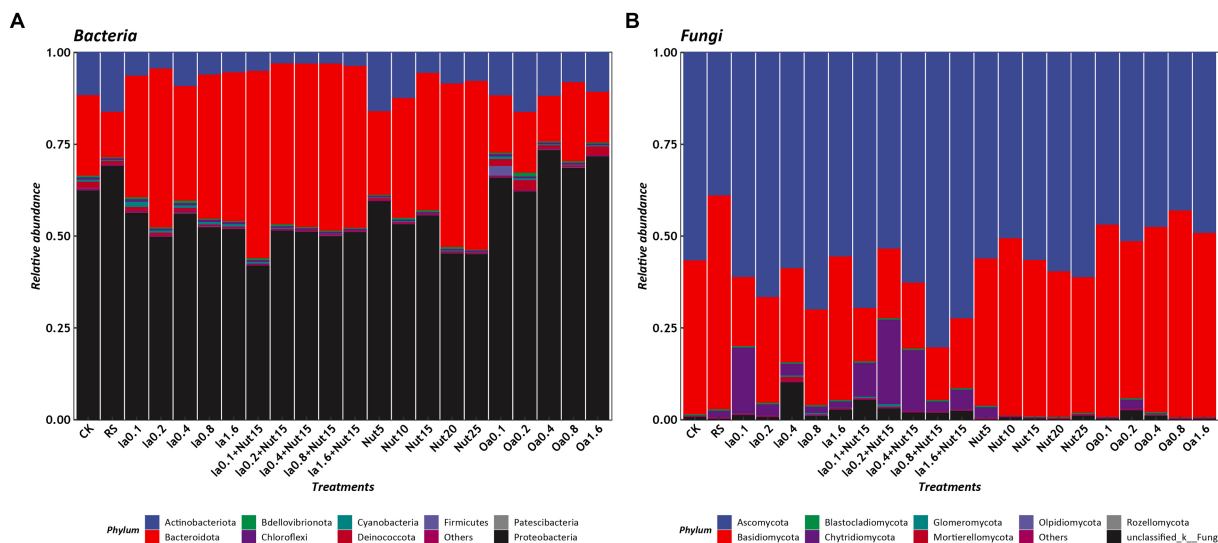 A
Bacteria
1.00
0.75
0.50
0.25
0.00
Relative abundance
CK
RS
Ia0.1
Ia0.2
Ia0.4
Ia0.8
Ia1.6
Ia0.1+Nut15
Ia0.2+Nut15
Ia0.4+Nut15
Ia0.8+Nut15
Ia1.6+Nut15
Nut5
Nut10
Nut15
Nut20
Nut25
Oa0.1
Oa0.2
Oa0.4
Oa0.8
Oa1.6
Treatments
Phylum
Actinobacteriota
Bdellovibrionota
Cyanobacteria
Firmicutes
Patescibacteria
Bacteroidota
Chloroflexi
Deinococcota
Others
Proteobacteria
B
Fungi
1.00
0.75
0.50
0.25
0.00
Relative abundance
CK
RS
Ia0.1
Ia0.2
Ia0.4
Ia0.8
Ia1.6
Ia0.1+Nut15
Ia0.2+Nut15
Ia0.4+Nut15
Ia0.8+Nut15
Ia1.6+Nut15
Nut5
Nut10
Nut15
Nut20
Nut25
Oa0.1
Oa0.2
Oa0.4
Oa0.8
Oa1.6
Treatments
Phylum
Ascomycota
Blastocladiomycota
Glomeromycota
Olpidiomycota
Rozellomycota
Basidiomycota
Chytridiomycota
Mortierellomycota
Others
unclassified_k__Fung